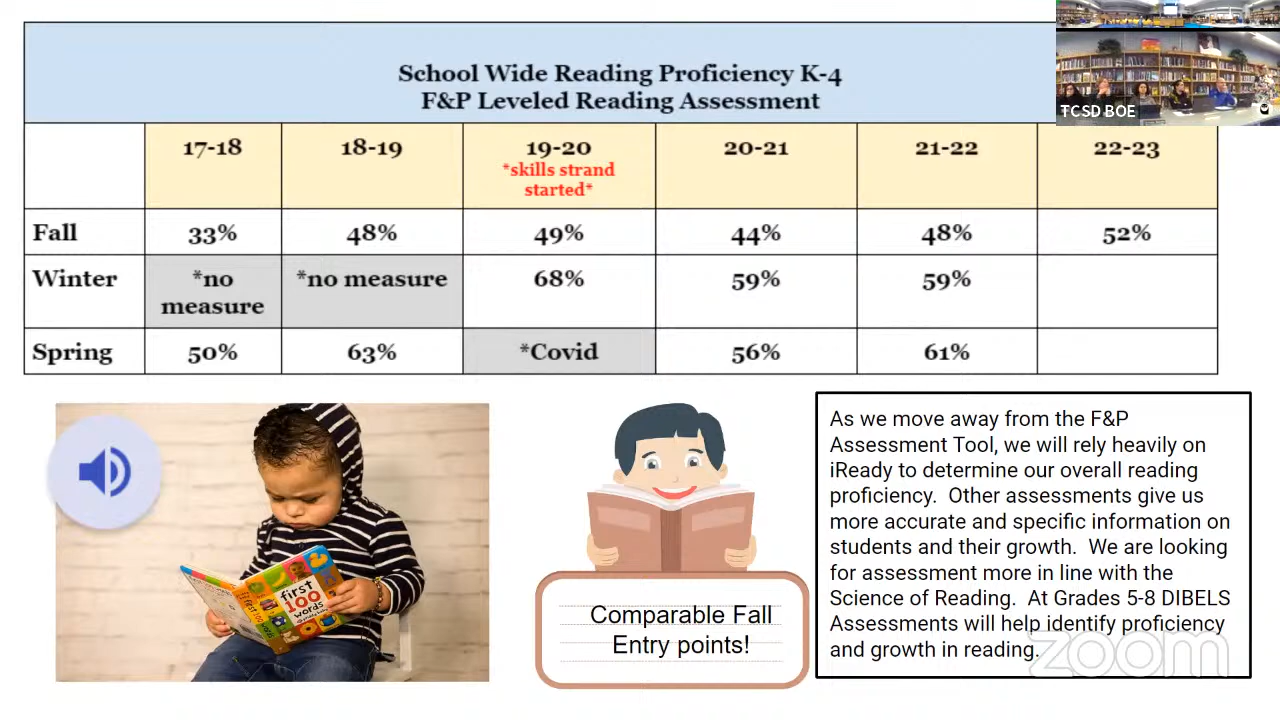 School Wide Reading Proficiency K-4
F&P Leveled Reading Assessment
TCSD BOE
17-18 18-19 19-20 20-21 21-22 22-23
*skills strand
started*
Fall 33% 48% 49% 44% 48% 52%
Winter *no measure *no measure 68% 59% 59%
Spring 50% 63% *Covid 56% 61%
first
100
words
Comparable Fall
Entry points!
As we move away from the F&P
Assessment Tool, we will rely heavily on
iReady to determine our overall reading
proficiency. Other assessments give us
more accurate and specific information on
students and their growth. We are looking
for assessment more in line with the
Science of Reading. At Grades 5-8 DIBELS
Assessments will help identify proficiency
and growth in reading.
zoom